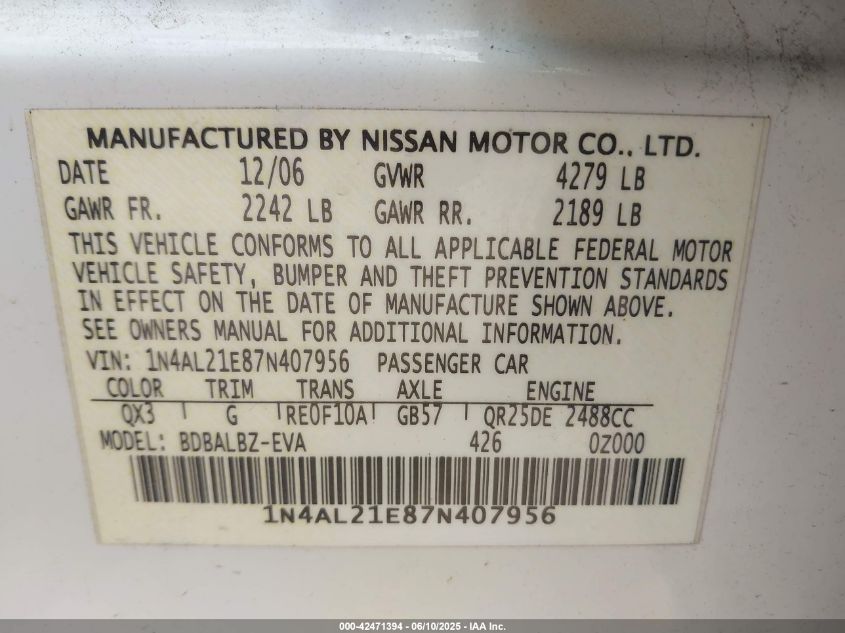 MANUFACTURED BY NISSAN MOTOR CO., LTD.
DATE 12/06 GVWR 4279 LB
GAWR FR. 2242 LB GAWR RR. 2189 LB
THIS VEHICLE CONFORMS TO ALL APPLICABLE FEDERAL MOTOR
VEHICLE SAFETY, BUMPER AND THEFT PREVENTION STANDARDS
IN EFFECT ON THE DATE OF MANUFACTURE SHOWN ABOVE.
SEE OWNERS MANUAL FOR ADDITIONAL INFORMATION.
VIN: 1N4AL21E87N407956 PASSENGER CAR
COLOR TRIM TRANS AXLE ENGINE
QX3 G RE0F10A GB57 QR25DE 2488CC
MODEL: BDBALBZ-EVA 426 0Z000
1N4AL21E87N407956
000-42471394 - 06/10/2025 - IAA Inc.